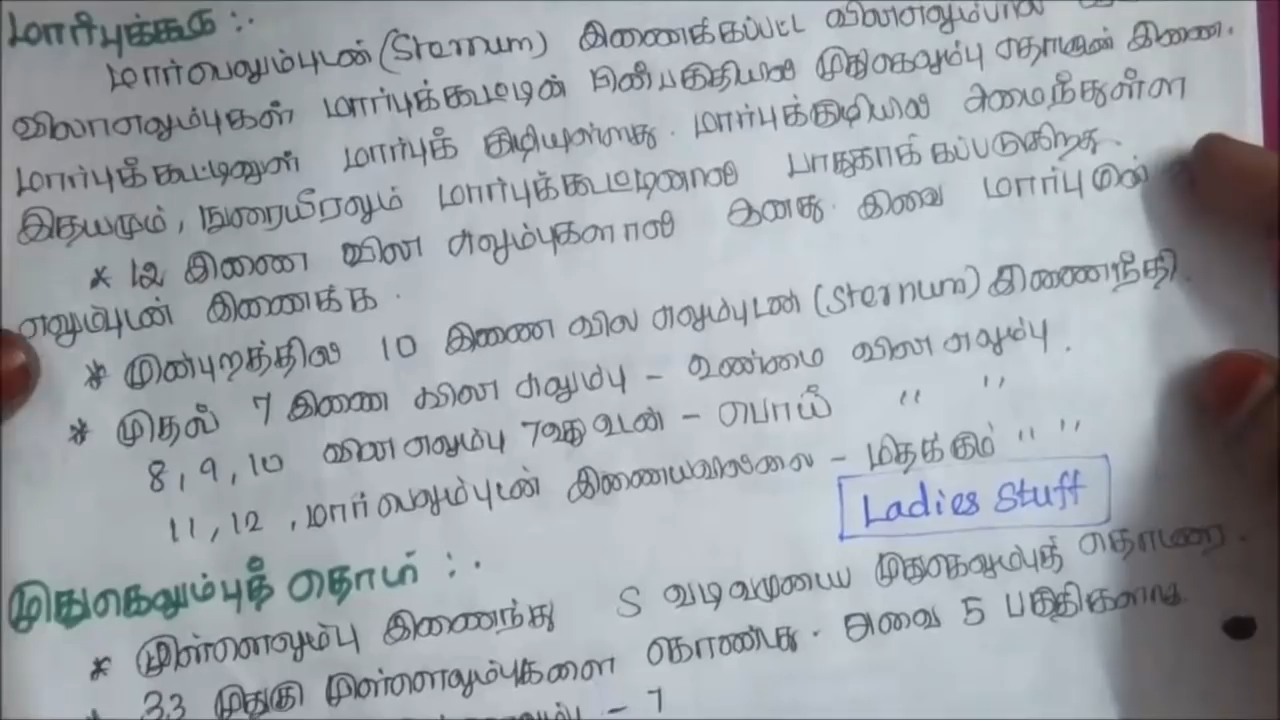 மார்புக்கூடு :.
மார்பெலும்புடன் (Sternum) இணைக்கப்பட்ட விலாஎலும்பால்
விலாஎலும்புகள் மார்புக்கூட்டின் பின்பகுதியில் முதுகெலும்பு தொடருடன் இணை.
மார்புக்கூட்டினுள் மார்புக் குழியுள்ளது. மார்புக்குழியில் அமைந்துள்ள
இதயமும், நுரையீரலும் மார்புக்கூட்டினால் பாதுகாக்கப்படுகிறது.
* 12 இணை விலா எலும்புகளால் ஆனது. இவை மார்பு
எலும்புடன் இணைக்க.
* முன்புறத்தில் 10 இணை விலா எலும்புடன் (Sternum) இணைந்தி.
* முதல் 7 இணை விலா எலும்பு - உண்மை விலா எலும்பு.
8, 9, 10 விலா எலும்பு 7வதுடன் - பொய் " "
11, 12, மார்பெலும்புடன் இணையவில்லை - மிதக்கும் " "
Ladies Stuff
முதுகெலும்புத் தொடர் :.
* முள்ளெலும்பு இணைந்து S வடிவமுடைய முதுகெலும்புத் தொடரை.
33 முதுகு முள்ளெலும்புகளை கொண்டது. அவை 5 பகுதிகளாக
- 7